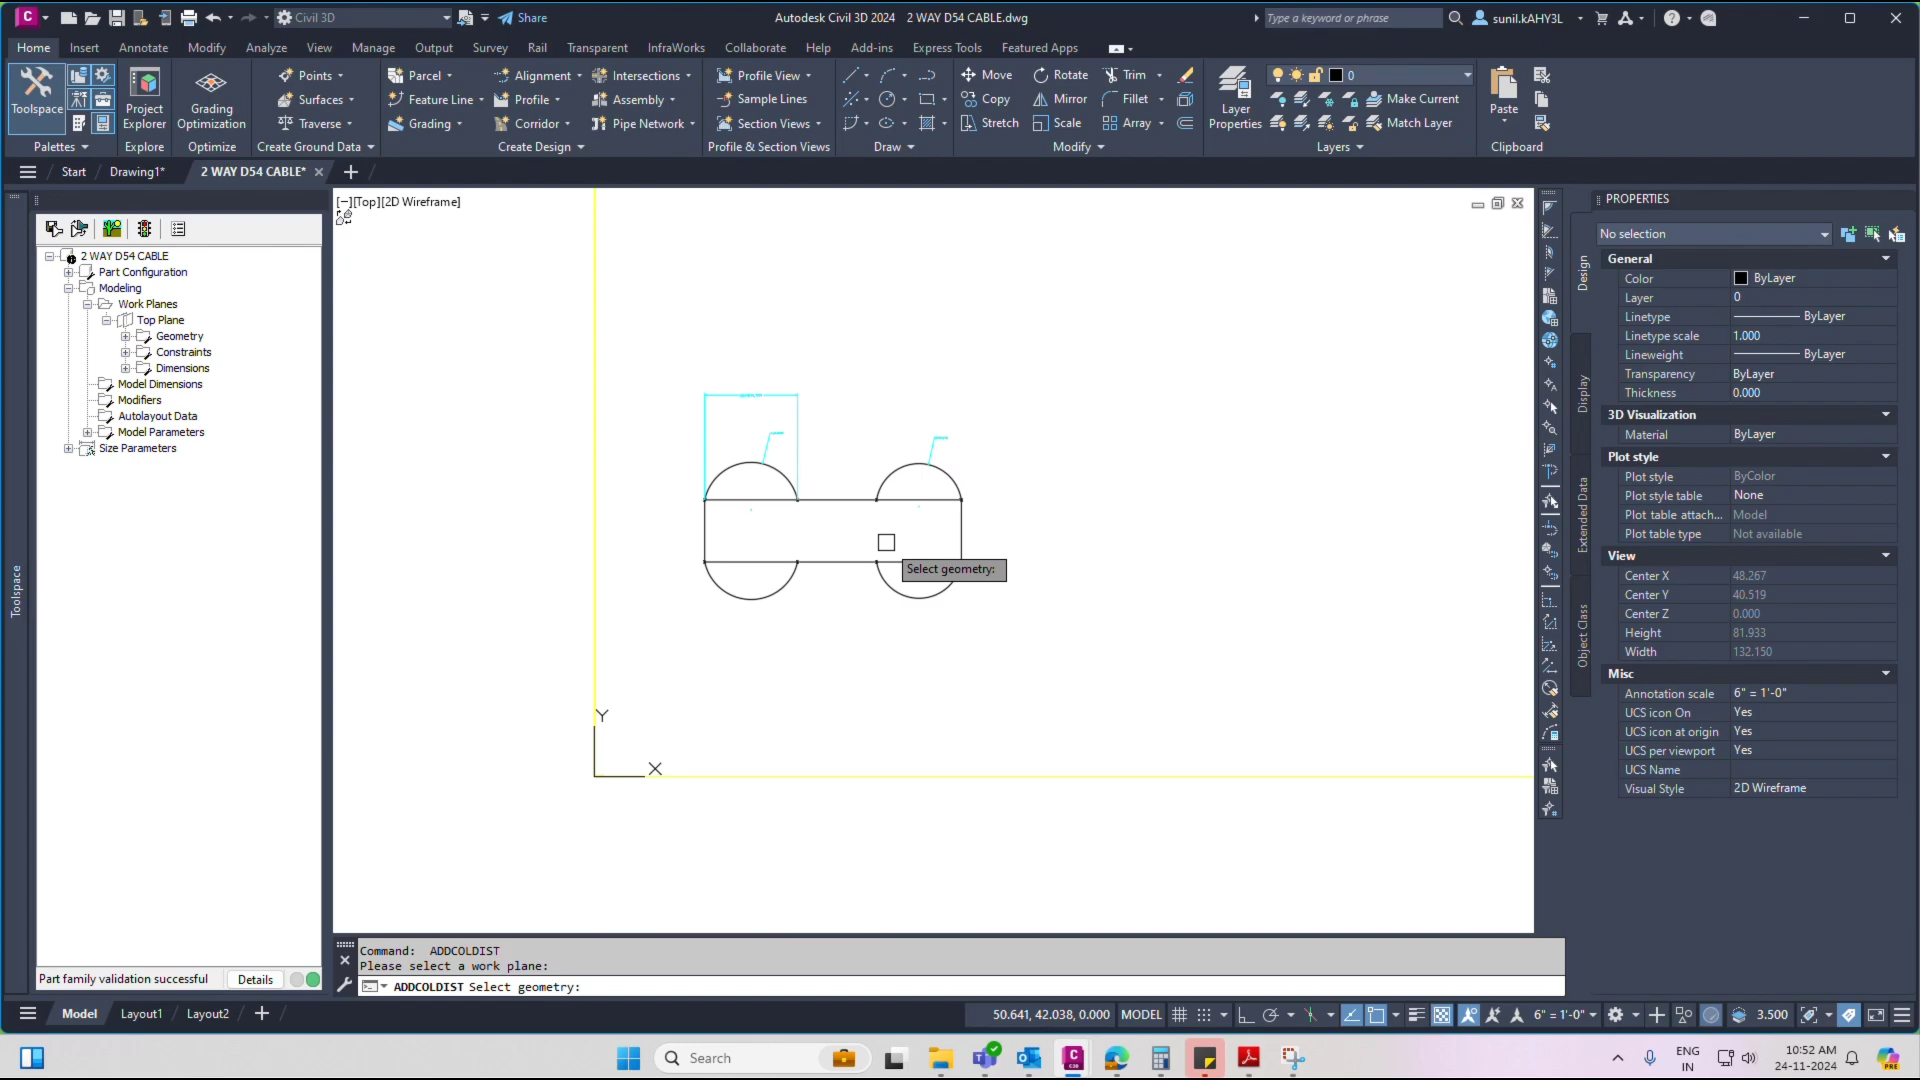 Civil 3D
Share
Autodesk Civil 3D 2024 2 WAY D54 CABLE.dwg
Type a keyword or phrase
sunil.kAHY3L
Home Insert Annotate Modify Analyze View Manage Output Survey Rail Transparent InfraWorks Collaborate Help Add-ins Express Tools Featured Apps
Toolspace
Palettes
Project Explorer
Explore
Grading Optimization
Optimize
Points
Surfaces
Traverse
Create Ground Data
Parcel
Feature Line
Grading
Alignment
Profile
Corridor
Intersections
Assembly
Pipe Network
Create Design
Profile View
Sample Lines
Section Views
Profile & Section Views
Draw
Move
Copy
Stretch
Rotate
Mirror
Scale
Trim
Fillet
Array
Modify
Layer Properties
0
Make Current
Match Layer
Layers
Paste
Clipboard
Start
Drawing1*
2 WAY D54 CABLE*
[−][Top][2D Wireframe]
2 WAY D54 CABLE
Part Configuration
Modeling
Work Planes
Top Plane
Geometry
Constraints
Dimensions
Model Dimensions
Modifiers
Autolayout Data
Model Parameters
Size Parameters
Toolspace
Part family validation successful
Details
Select geometry:
Y
X
Command: ADDCOLDIST
Please select a work plane:
ADDCOLDIST Select geometry:
PROPERTIES
Design
Display
Extended Data
Object Class
No selection
General
Color ByLayer
Layer 0
Linetype ByLayer
Linetype scale 1.000
Lineweight ByLayer
Transparency ByLayer
Thickness 0.000
3D Visualization
Material ByLayer
Plot style
Plot style ByColor
Plot style table None
Plot table attach... Model
Plot table type Not available
View
Center X 48.267
Center Y 40.519
Center Z 0.000
Height 81.933
Width 132.150
Misc
Annotation scale 6" = 1'-0"
UCS icon On Yes
UCS icon at origin Yes
UCS per viewport Yes
UCS Name
Visual Style 2D Wireframe
Model Layout1 Layout2
50.641, 42.038, 0.000 MODEL
6" = 1'-0"
3.500
Search
ENG
IN
10:52 AM
24-11-2024